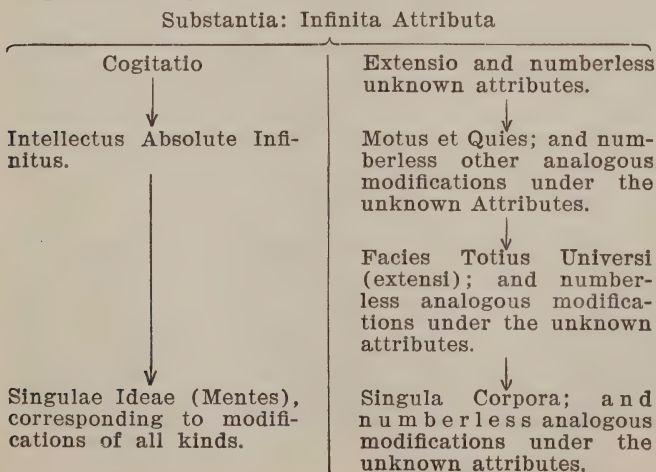 Substantia: Infinita Attributa
Cogitatio
Intellectus Absolute Infi-
nitus.
Singulae Ideae (Mentes),
corresponding to modifi-
cations of all kinds.
Extensio and numberless
unknown attributes.
Motus et Quies; and num-
berless other analogous
modifications under the
unknown Attributes.
Facies Totius Universi
(extensi); and number-
less analogous modifica-
tions under the unknown
attributes.
Singula Corpora; and
numberless analogous
modifications under the
unknown attributes.